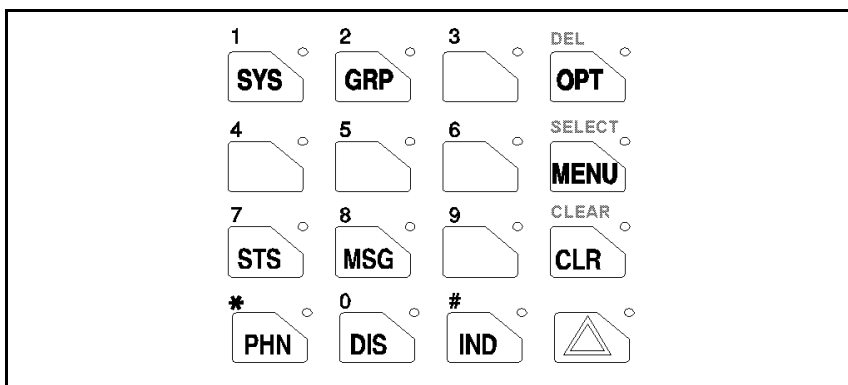 1 2 3 DEL
SYS GRP OPT
4 5 6 SELECT
MENU
7 8 9 CLEAR
STS MSG CLR
* 0 #
PHN DIS IND